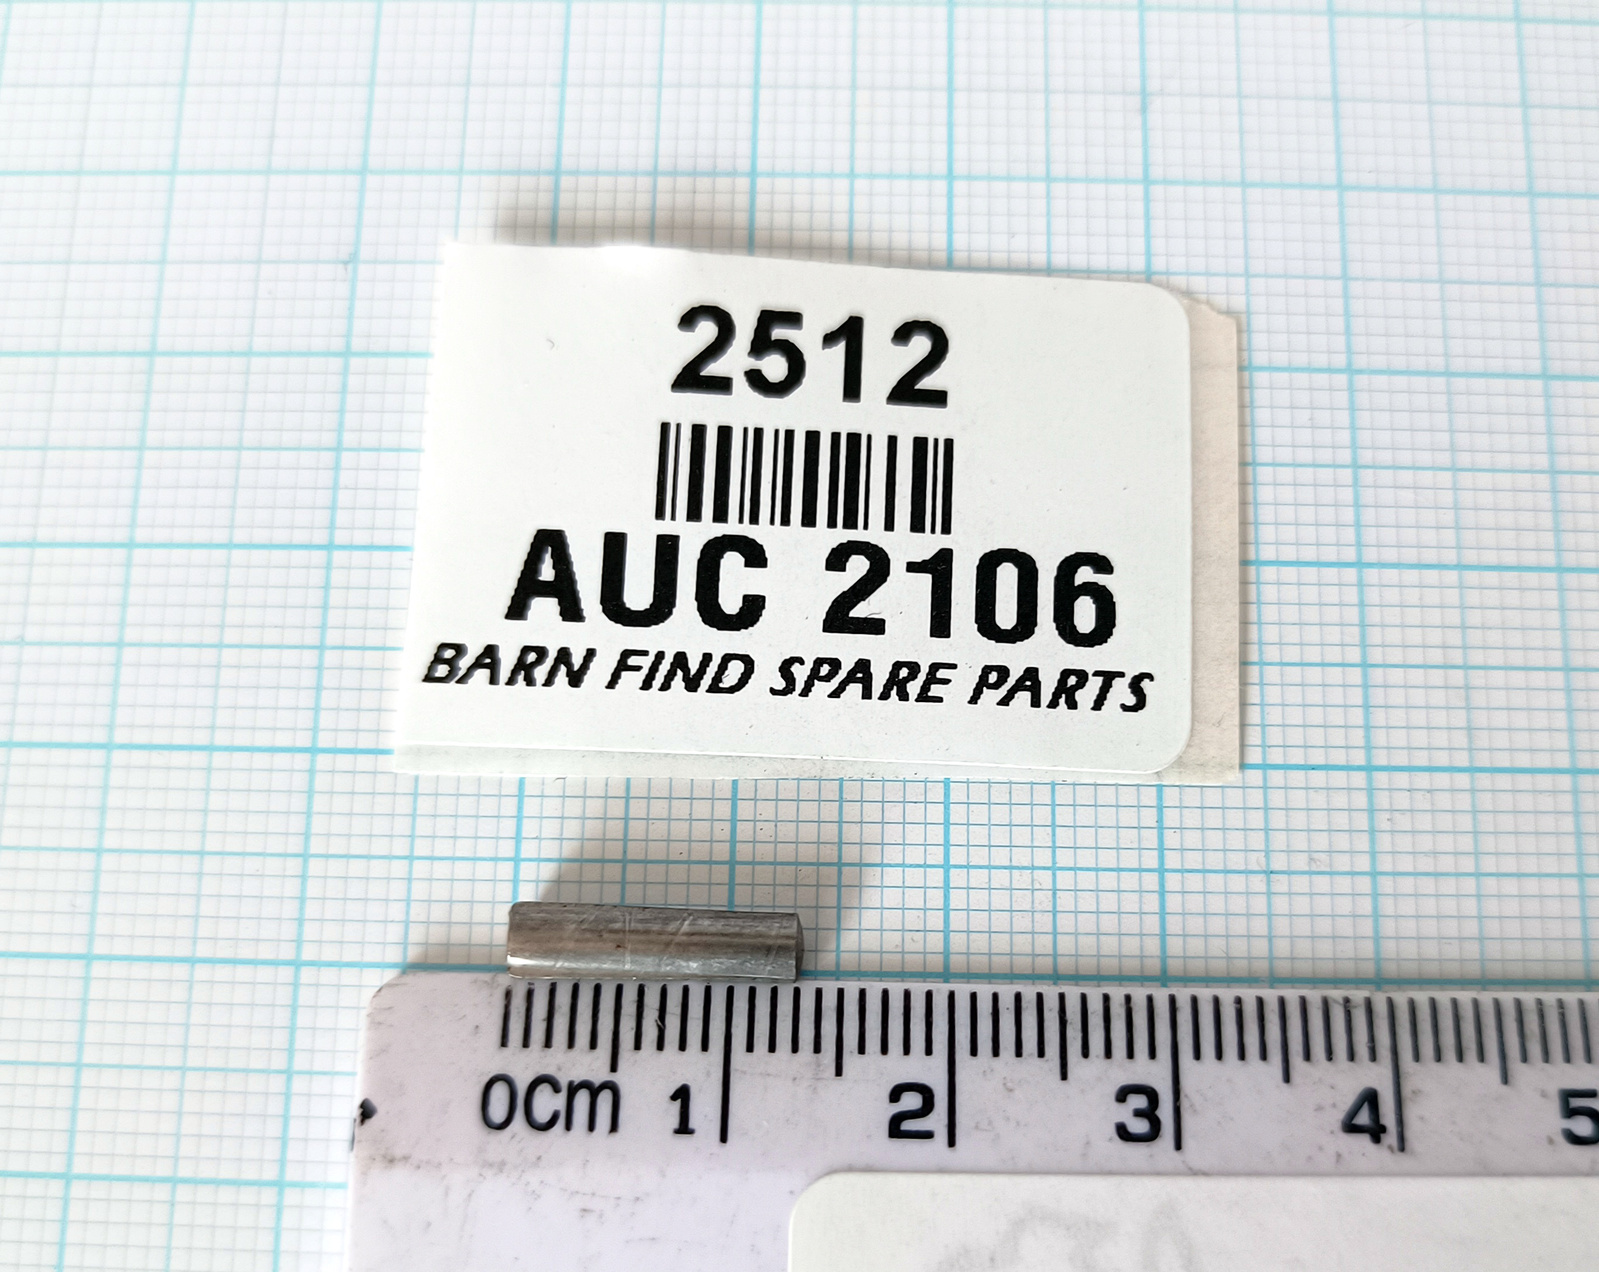 2512
AUC 2106
BARN FIND SPARE PARTS
0cm 1 2 3 4 5